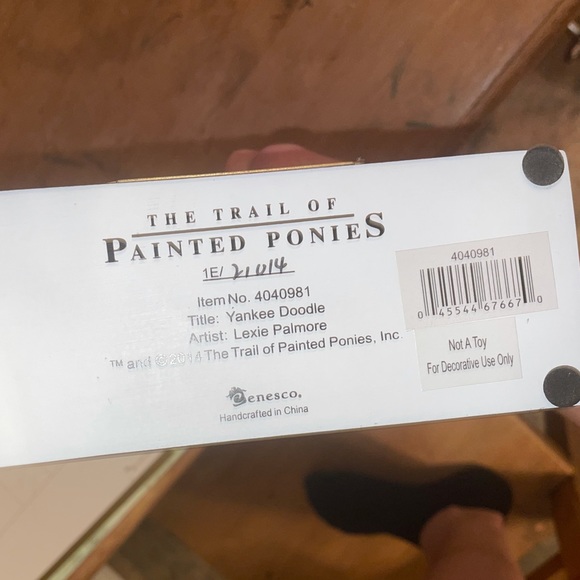 THE TRAIL OF
PAINTED PONIES
1E/
Item No. 4040981
Title: Yankee Doodle
Artist: Lexie Palmore
™ and © 2014 The Trail of Painted Ponies, Inc.
enesco.
Handcrafted in China
4040981
0 45544 67667 0
Not A Toy
For Decorative Use Only